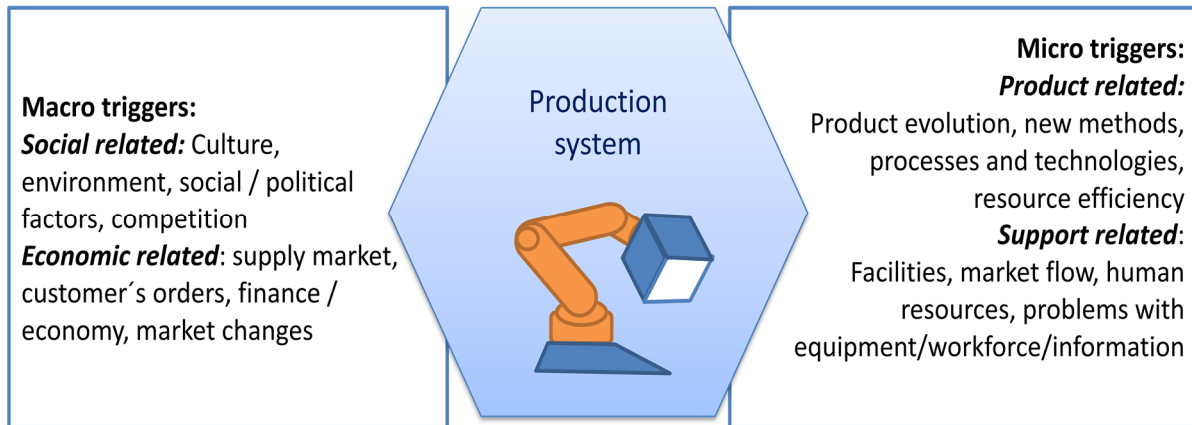 Macro triggers:
Social related: Culture,
environment, social / political
factors, competition
Economic related: supply market,
customer´s orders, finance /
economy, market changes
Production
system
Micro triggers:
Product related:
Product evolution, new methods,
processes and technologies,
resource efficiency
Support related:
Facilities, market flow, human
resources, problems with
equipment/workforce/information